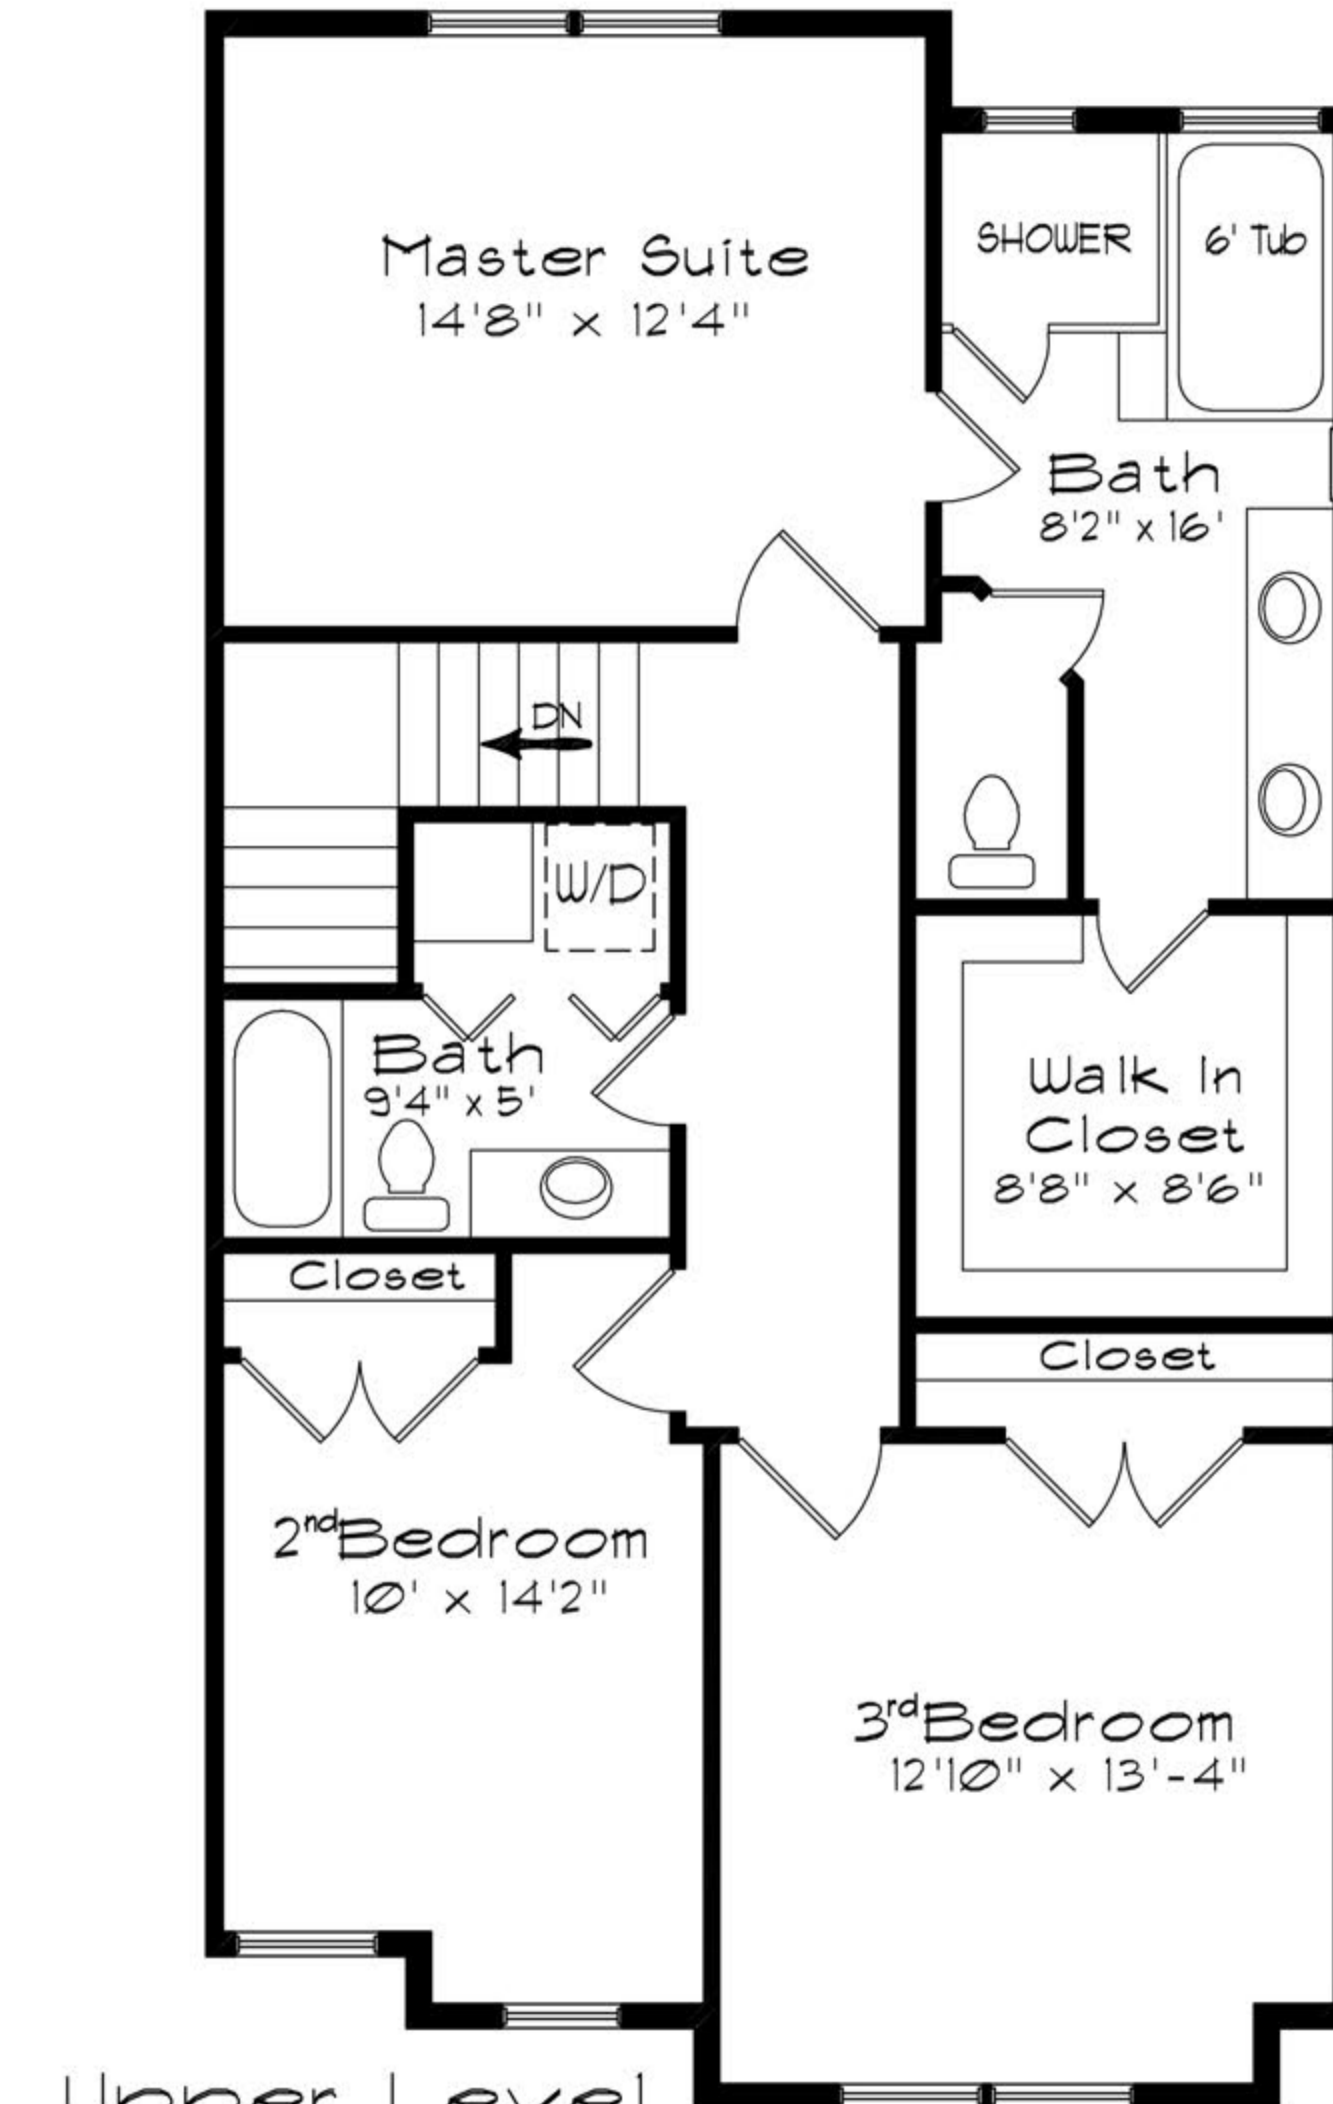 Master Suite
14'8" x 12'4"
SHOWER
6' Tub
Bath
8'2" x 16'
DN
W/D
Bath
9'4" x 5'
Walk In
Closet
8'8" x 8'6"
Closet
Closet
2nd Bedroom
10' x 14'2"
3rd Bedroom
12'10" x 13'-4"
Upper Level